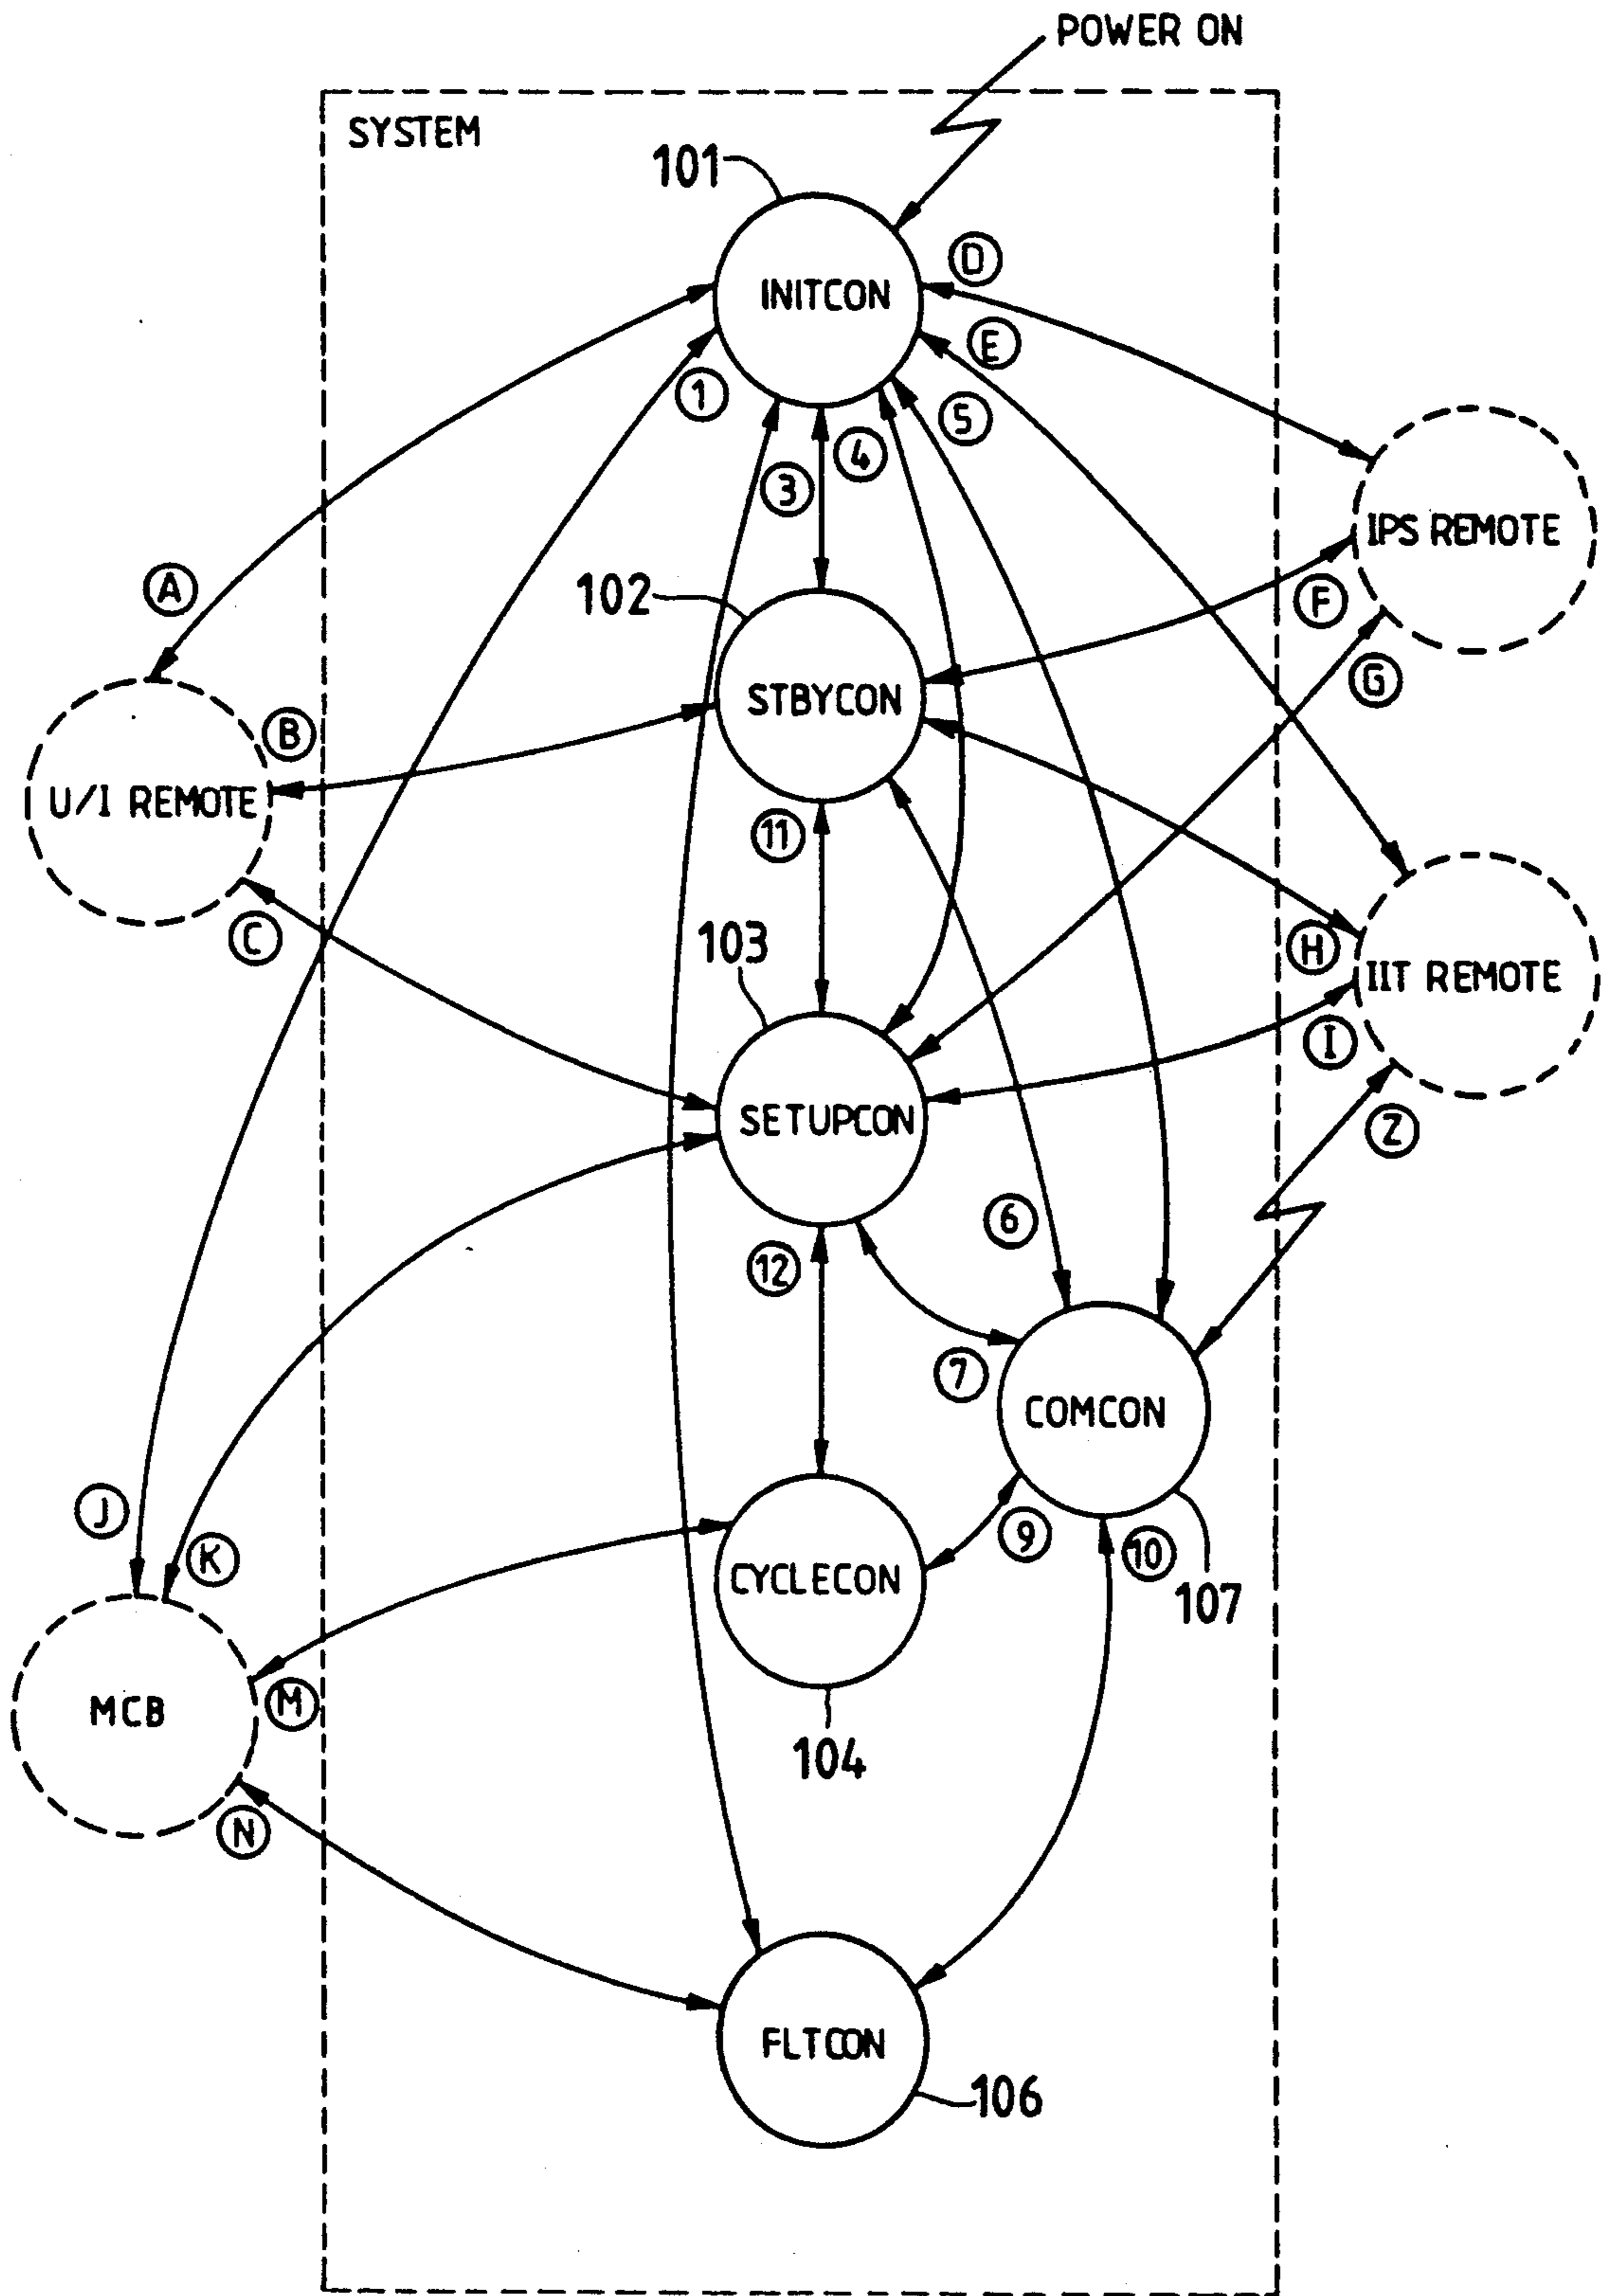 POWER ON
SYSTEM
101
INITCON
D
E
1
5
4
3
IPS REMOTE
A
102
F
G
STBYCON
B
U/I REMOTE
11
C
103
H
IIT REMOTE
I
SETUPCON
Z
6
12
7
COMCON
J
K
9
10
CYCLECON
107
M
MCB
104
N
FLTCON
106